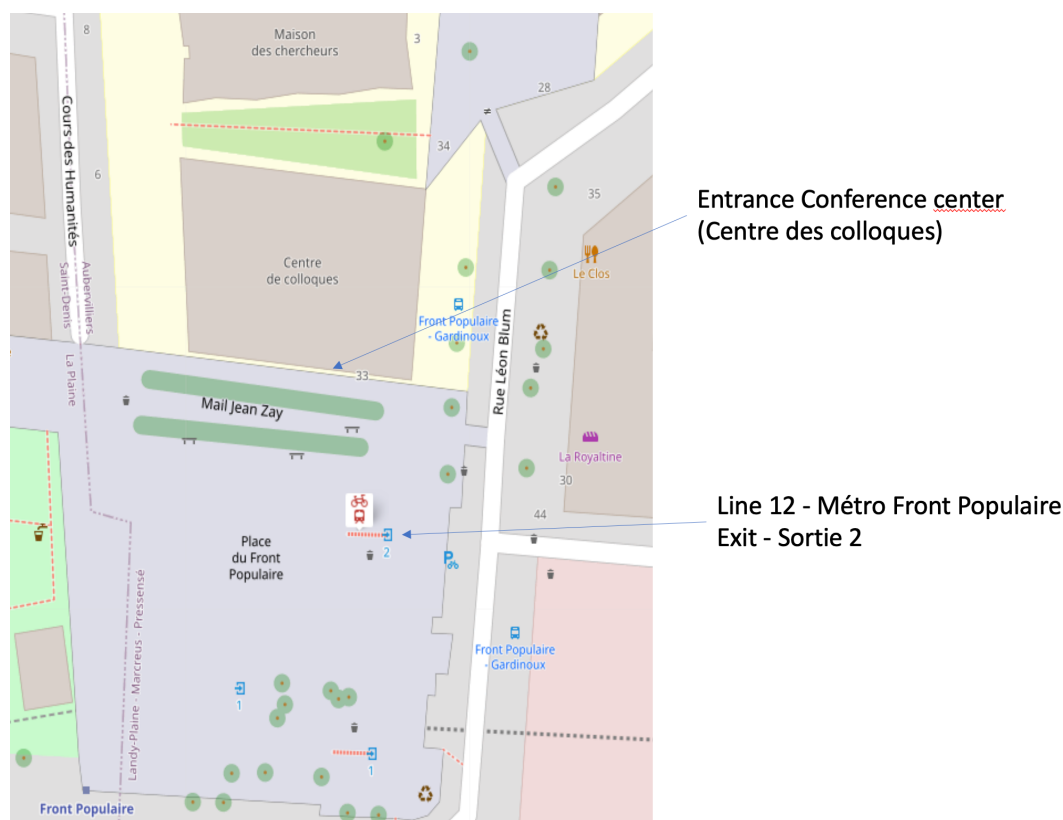 8
Maison
des chercheurs
3
28
Cours des Humanités
34
6
35
Entrance Conference center
(Centre des colloques)
Centre
de colloques
Le Clos
Aubervilliers
Saint-Denis
Front Populaire
- Gardinoux
Rue Léon Blum
La Plaine
33
Mail Jean Zay
La Royaltine
30
44
Line 12 - Métro Front Populaire
Exit - Sortie 2
2
Place
du Front
Populaire
P
Landy-Plaine - Marcreus - Pressensé
Front Populaire
- Gardinoux
1
1
Front Populaire